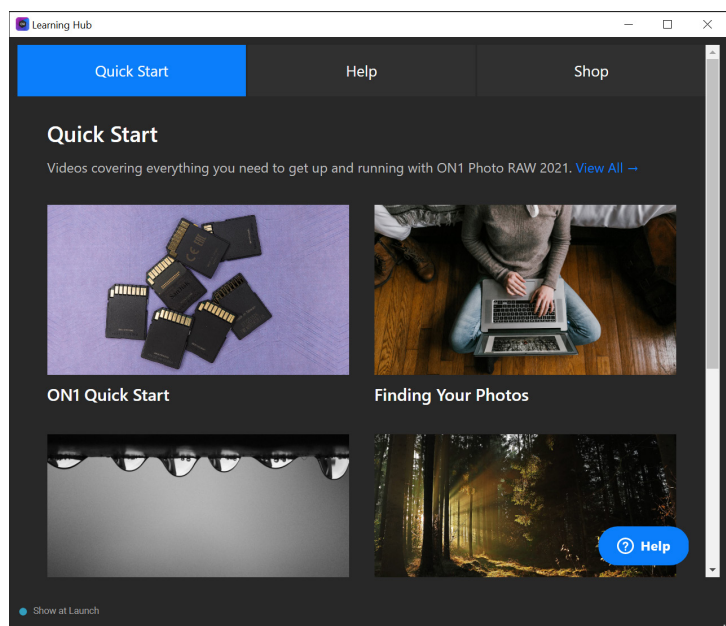 Learning Hub
Quick Start
Help
Shop
Quick Start
Videos covering everything you need to get up and running with ON1 Photo RAW 2021. View All →
ON1 Quick Start
Finding Your Photos
Help
Show at Launch